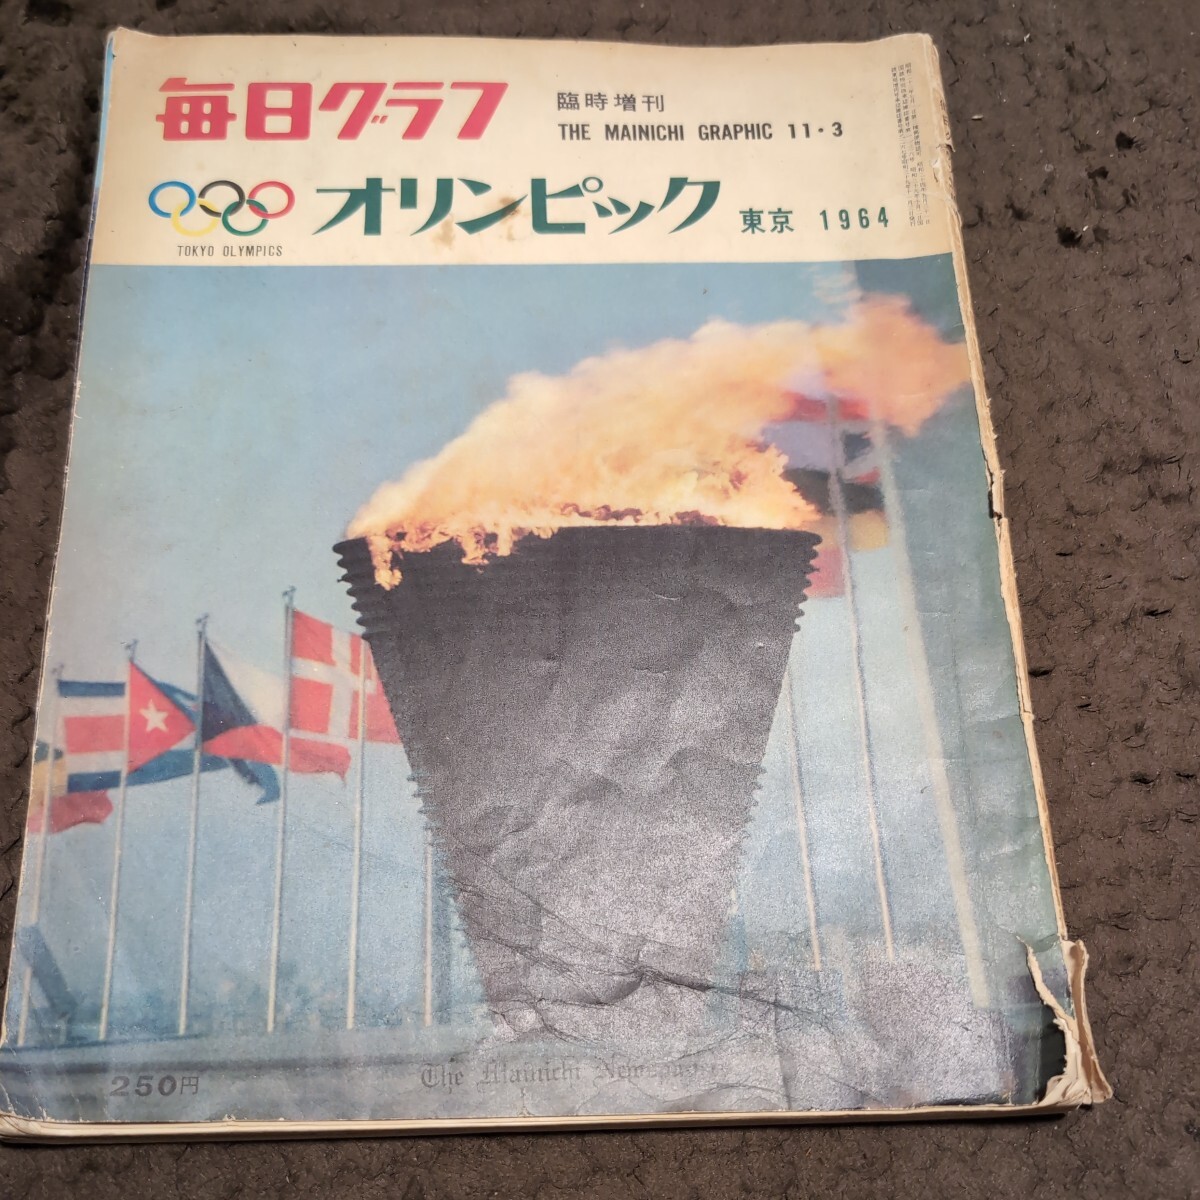 毎日グラフ
臨時増刊
THE MAINICHI GRAPHIC 11・3
オリンピック 東京 1964
TOKYO OLYMPICS
250円
The Mainichi Newspapers